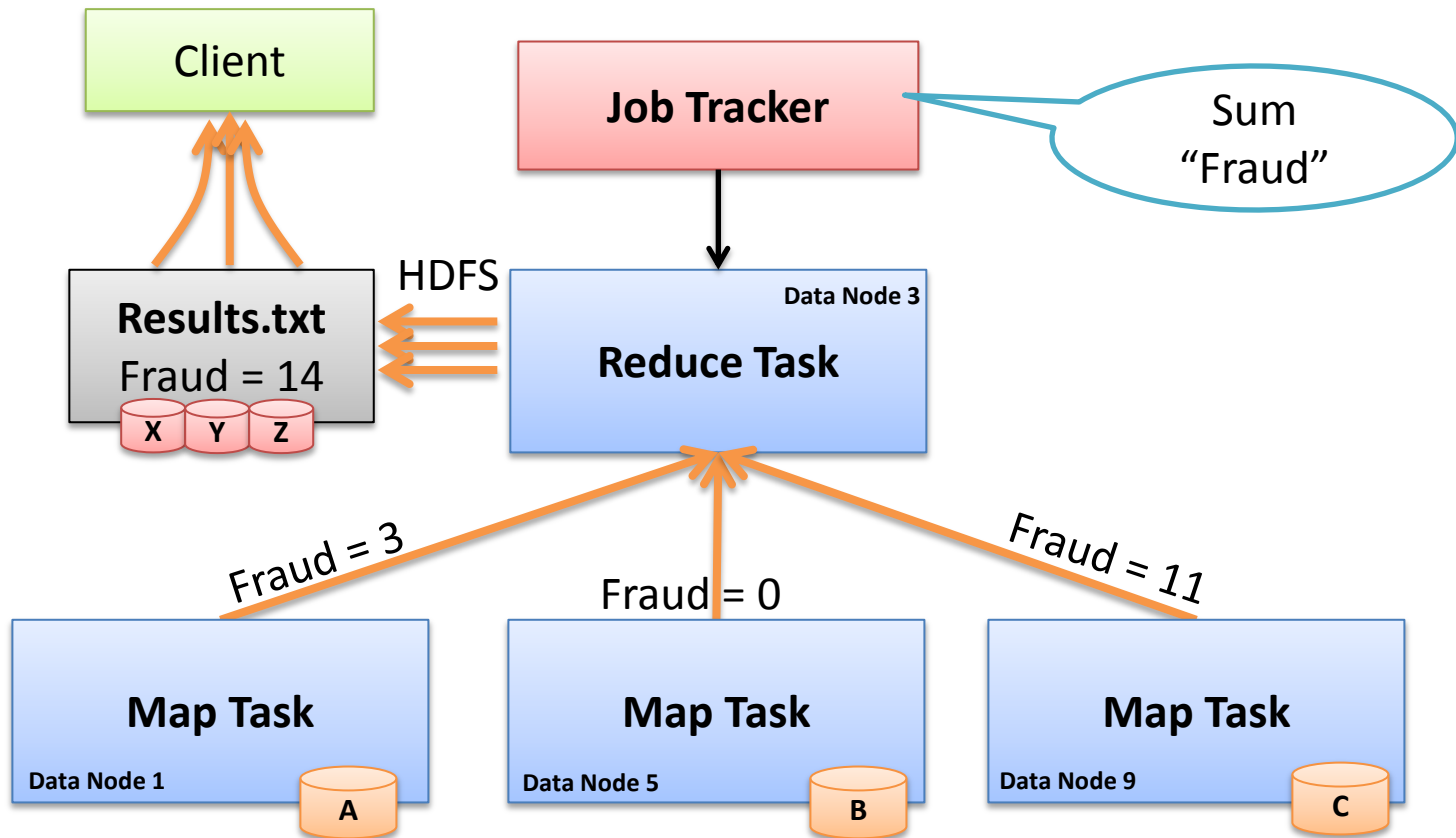 Client
Job Tracker
Sum
“Fraud”
HDFS
Results.txt
Fraud = 14
X
Y
Z
Data Node 3
Reduce Task
Fraud = 3
Fraud = 0
Fraud = 11
Map Task
Data Node 1
A
Map Task
Data Node 5
B
Map Task
Data Node 9
C